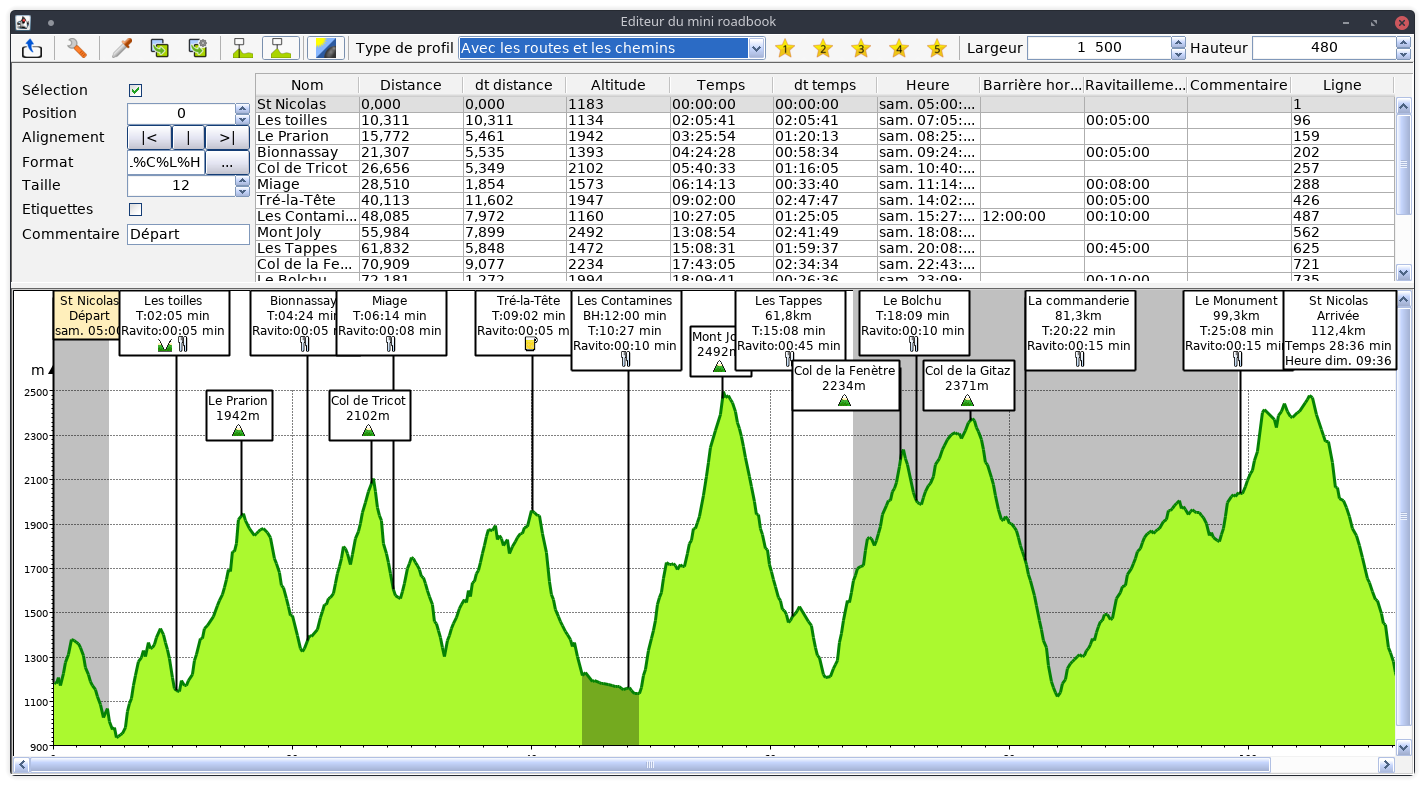 Editeur du mini roadbook
Type de profil Avec les routes et les chemins 1 2 3 4 5 Largeur 1 500 Hauteur 480
Sélection
Position 0
Alignement |< | >|
Format .%C%L%H ...
Taille 12
Etiquettes
Commentaire Départ
Nom Distance dt distance Altitude Temps dt temps Heure Barrière hor... Ravitailleme... Commentaire Ligne
St Nicolas 0,000 0,000 1183 00:00:00 00:00:00 sam. 05:00:... 1
Les toilles 10,311 10,311 1134 02:05:41 02:05:41 sam. 07:05:... 00:05:00 96
Le Prarion 15,772 5,461 1942 03:25:54 01:20:13 sam. 08:25:... 159
Bionnassay 21,307 5,535 1393 04:24:28 00:58:34 sam. 09:24:... 00:05:00 202
Col de Tricot 26,656 5,349 2102 05:40:33 01:16:05 sam. 10:40:... 257
Miage 28,510 1,854 1573 06:14:13 00:33:40 sam. 11:14:... 00:08:00 288
Tré-la-Tête 40,113 11,602 1947 09:02:00 02:47:47 sam. 14:02:... 00:05:00 426
Les Contami... 48,085 7,972 1160 10:27:05 01:25:05 sam. 15:27:... 12:00:00 00:10:00 487
Mont Joly 55,984 7,899 2492 13:08:54 02:41:49 sam. 18:08:... 562
Les Tappes 61,832 5,848 1472 15:08:31 01:59:37 sam. 20:08:... 00:45:00 625
Col de la Fe... 70,909 9,077 2234 17:43:05 02:34:34 sam. 22:43:... 721
Le Bolchu 72,181 1,272 1994 18:09:41 00:26:36 sam. 23:09:... 00:10:00 735
St Nicolas
Départ
sam. 05:00
Les toilles
T:02:05 min
Ravito:00:05 min
Bionnassay
T:04:24 min
Ravito:00:05
Miage
T:06:14 min
Ravito:00:08 min
Tré-la-Tête
T:09:02 min
Ravito:00:05 m
Les Contamines
BH:12:00 min
T:10:27 min
Ravito:00:10 min
Mont Jo
2492m
Les Tappes
61,8km
T:15:08 min
Ravito:00:45 min
Le Bolchu
T:18:09 min
Ravito:00:10 min
La commanderie
81,3km
T:20:22 min
Ravito:00:15 min
Le Monument
99,3km
T:25:08 min
Ravito:00:15 min
St Nicolas
Arrivée
112,4km
Temps 28:36 min
Heure dim. 09:36
Col de la Fenêtre
2234m
Col de la Gitaz
2371m
Le Prarion
1942m
Col de Tricot
2102m
m
2500
2300
2100
1900
1700
1500
1300
1100
900